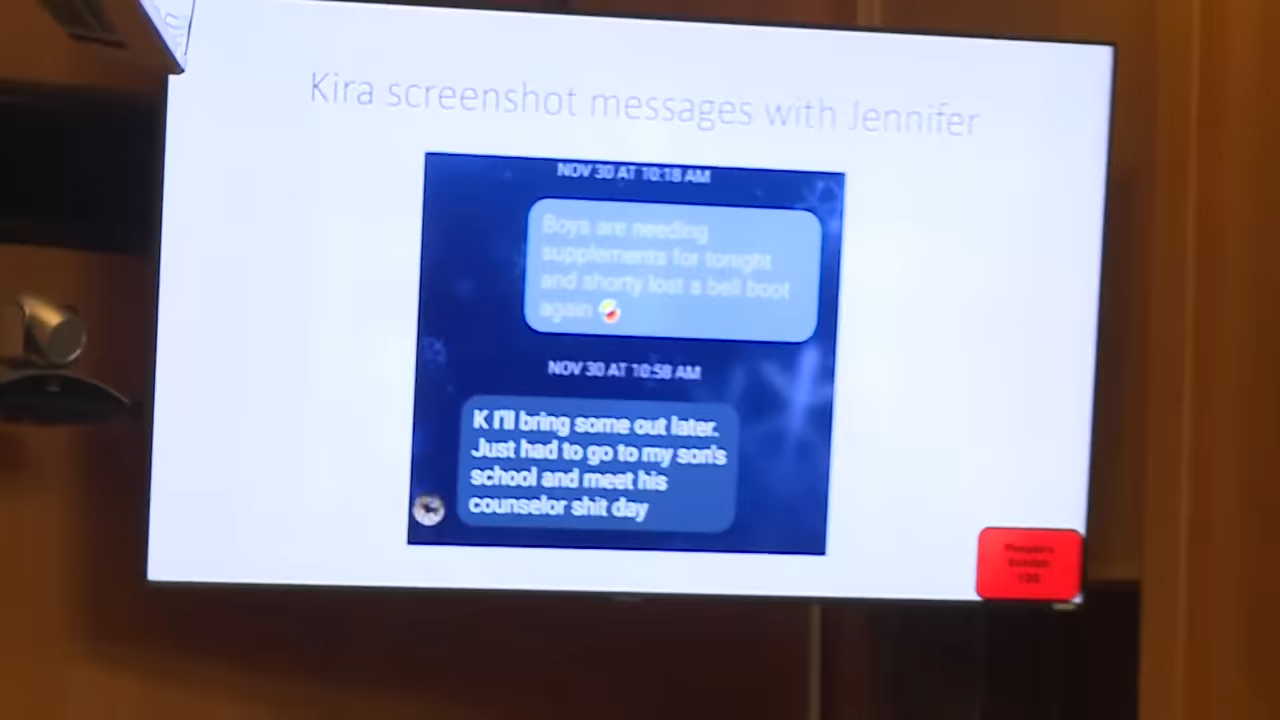 Kira screenshot messages with Jennifer
NOV 30 AT 10:18 AM
Boys are needing
supplements for tonight
and shorty lost a bell boot
again 🤣
NOV 30 AT 10:58 AM
K I'll bring some out later.
Just had to go to my son's
school and meet his
counselor shit day
People's
Exhibit